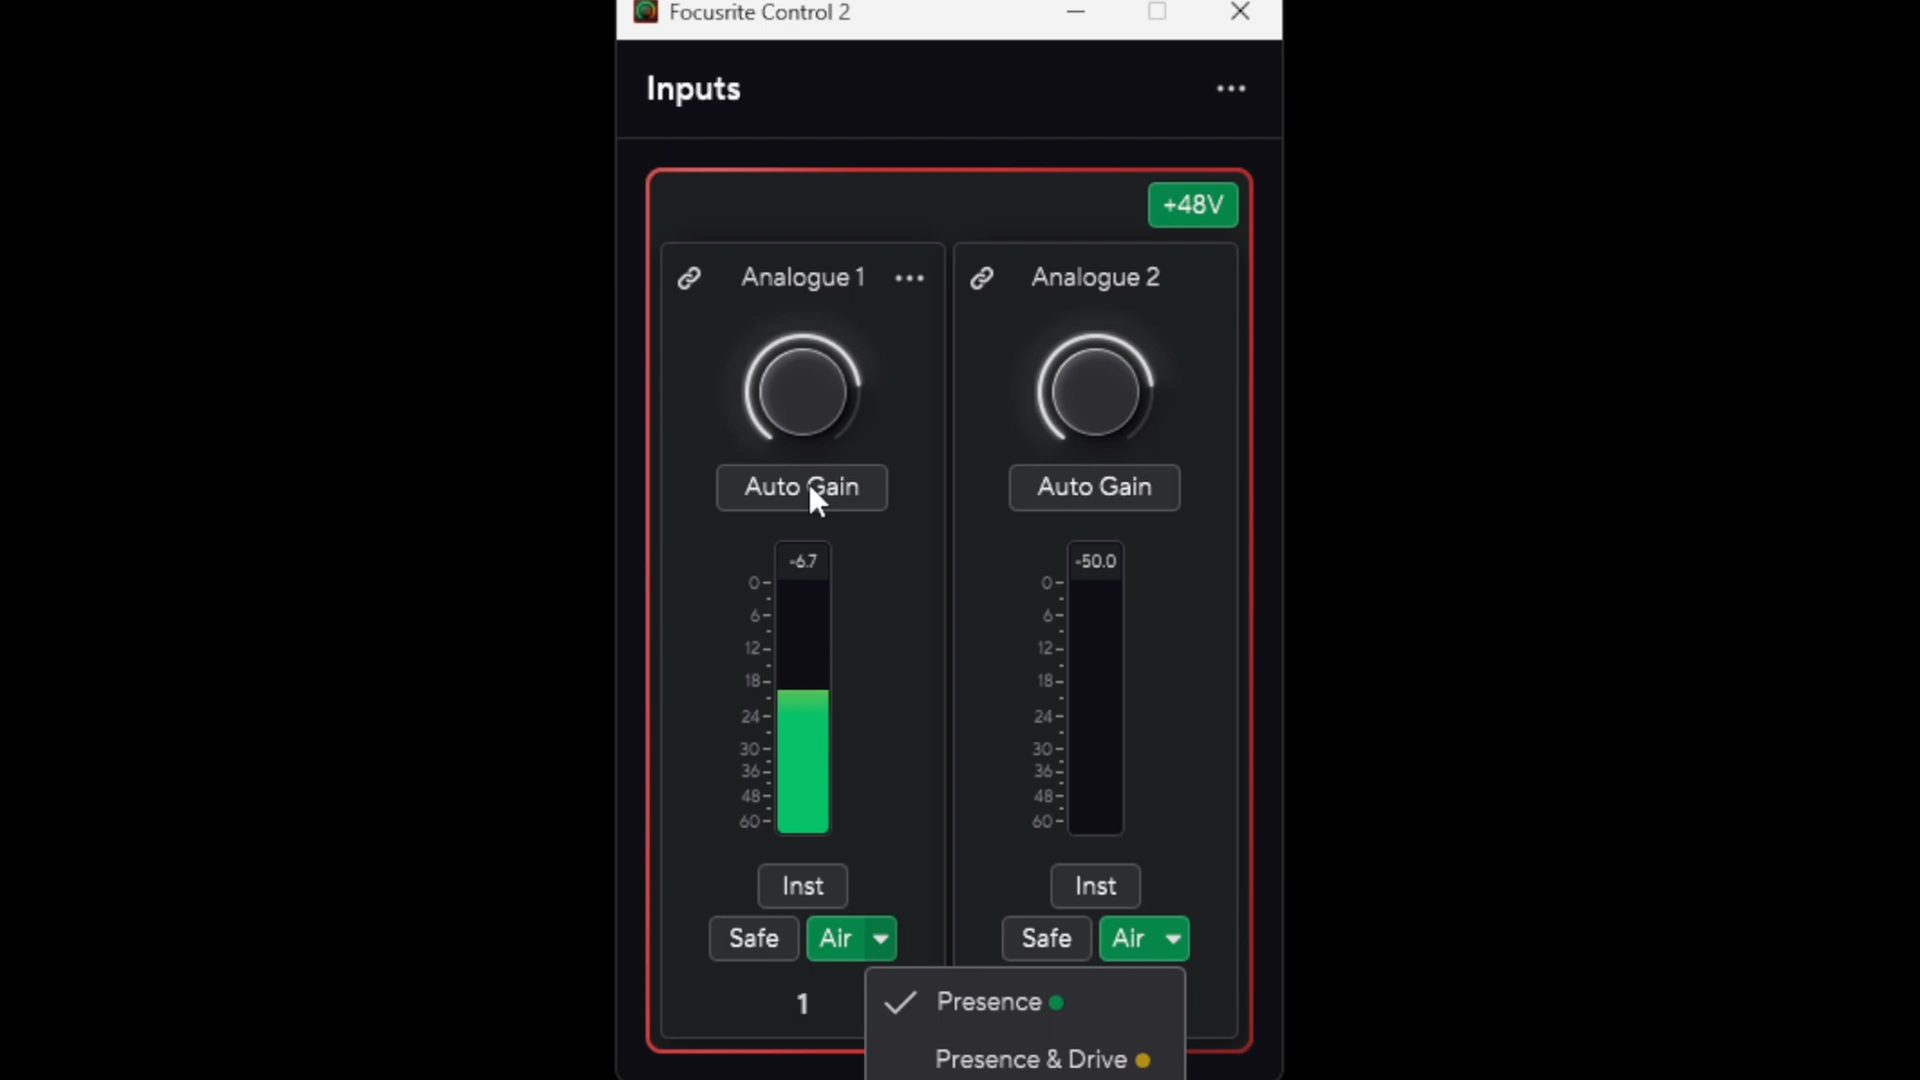 Focusrite Control 2
Inputs
+48V
Analogue 1
Analogue 2
Auto Gain
Auto Gain
-6.7
-50.0
0
6
12
18
24
30
36
48
60
0
6
12
18
24
30
36
48
60
Inst
Inst
Safe
Air
Safe
Air
1
Presence
Presence & Drive